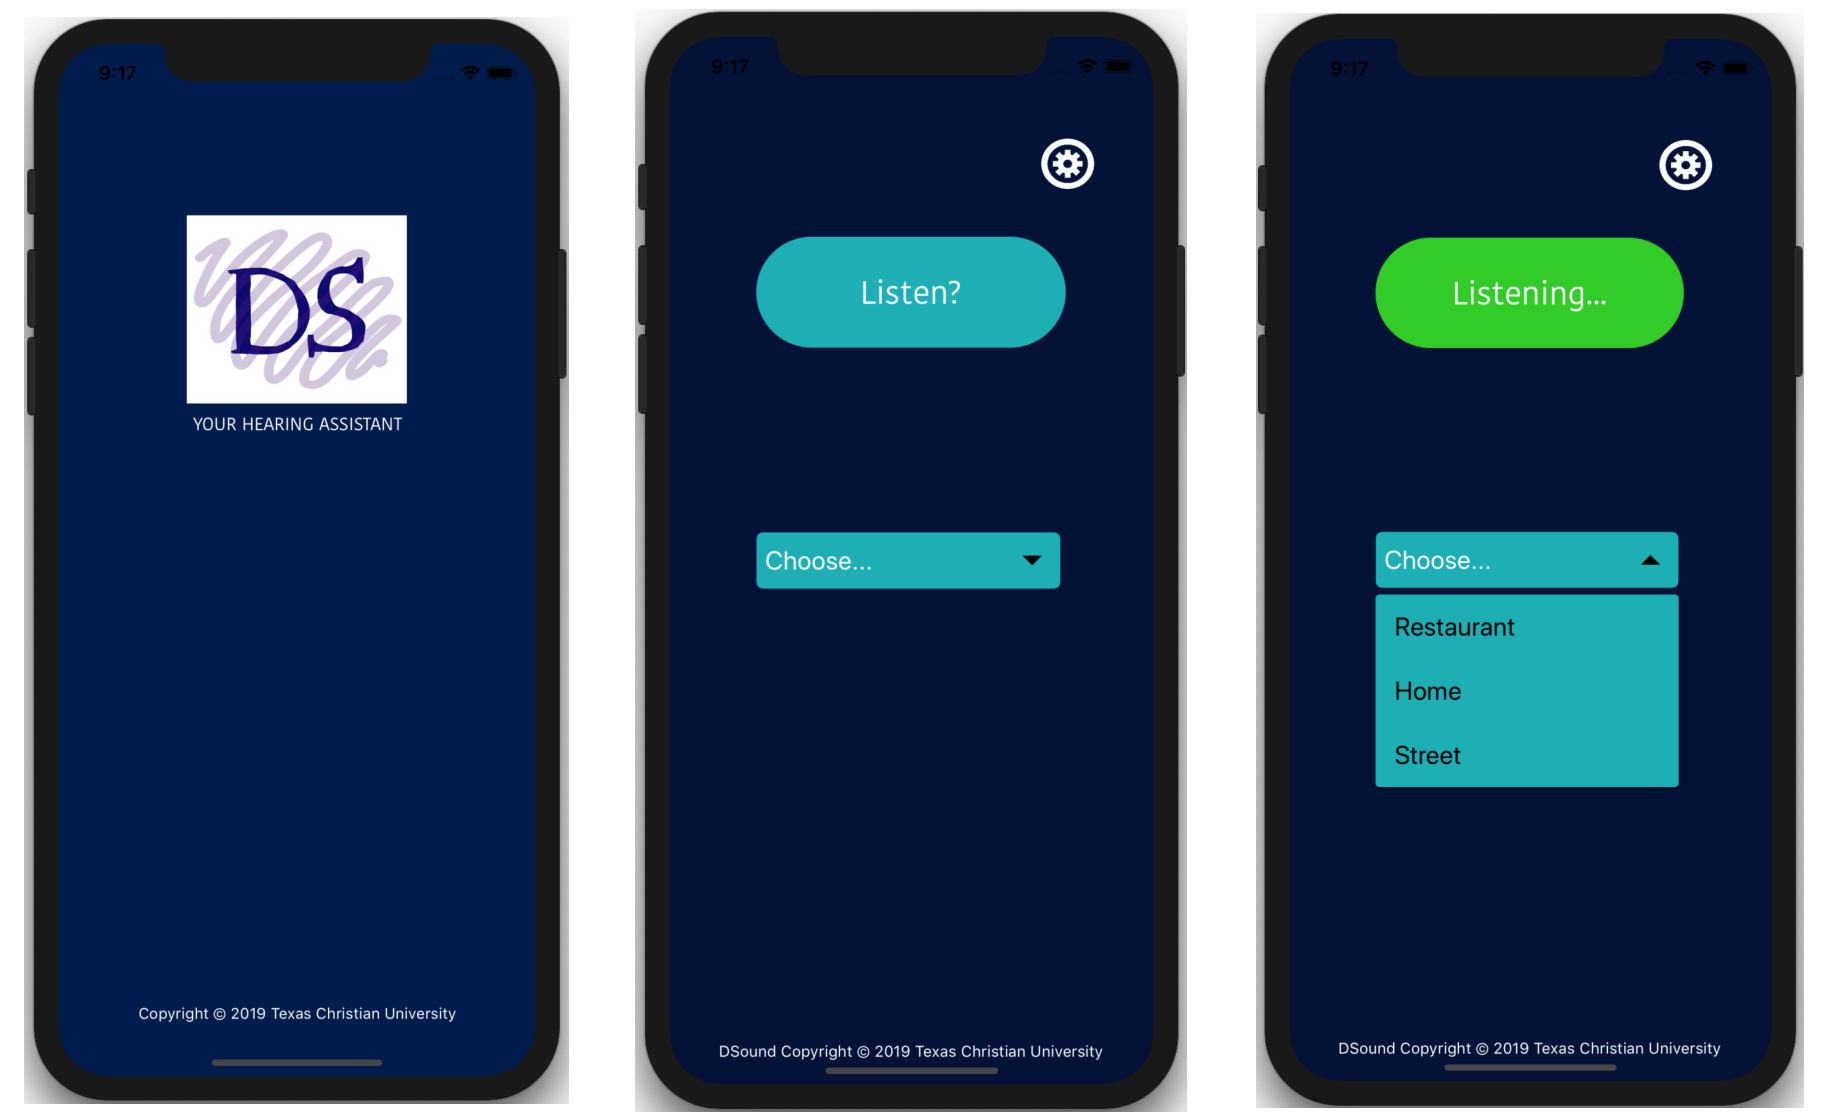 9:17
DS
YOUR HEARING ASSISTANT
Copyright © 2019 Texas Christian University
9:17
Listen?
Choose...
DSound Copyright © 2019 Texas Christian University
9:17
Listening...
Choose...
Restaurant
Home
Street
DSound Copyright © 2019 Texas Christian University